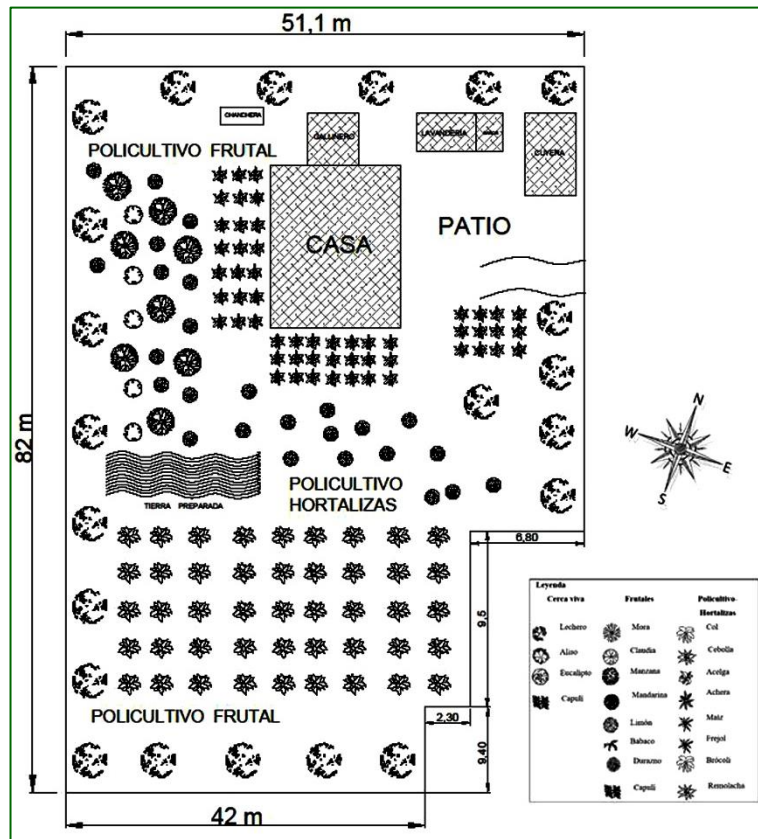 51,1 m
82 m
CHANCHERA
GALLINERO
LAVANDERIA
CUYERA
POLICULTIVO FRUTAL
CASA
PATIO
N
W
E
S
TIERRA PREPARADA
POLICULTIVO
HORTALIZAS
6,80
9,5
POLICULTIVO FRUTAL
2,30
9,40
42 m
Leyenda
Cerca viva Frutales Policultivo-
Hortalizas
Lechero Mora Col
Aliso Claudia Cebolla
Eucalipto Manzana Acelga
Capulí Mandarina Achera
Limón Maiz
Babaco Frejol
Durazno Brócoli
Capulí Remolacha